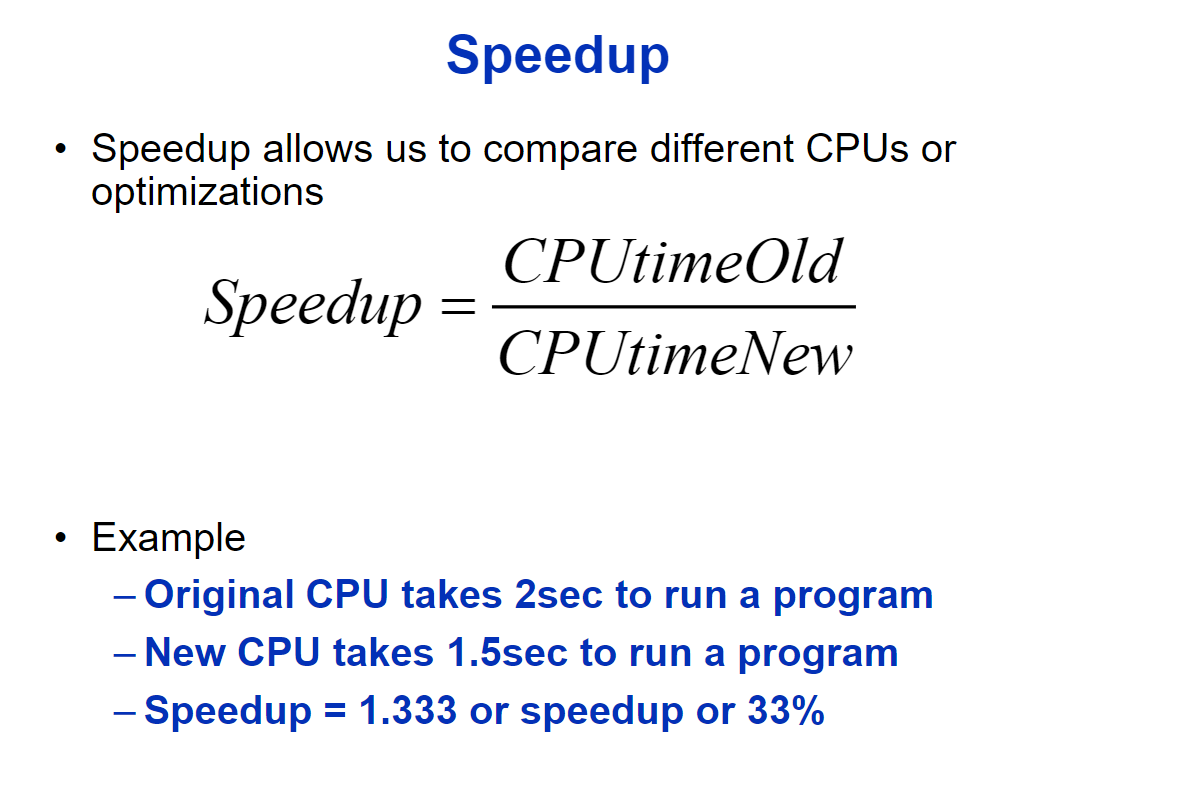 Speedup
• Speedup allows us to compare different CPUs or
optimizations
Speedup = CPUtimeOld / CPUtimeNew
• Example
– Original CPU takes 2sec to run a program
– New CPU takes 1.5sec to run a program
– Speedup = 1.333 or speedup or 33%